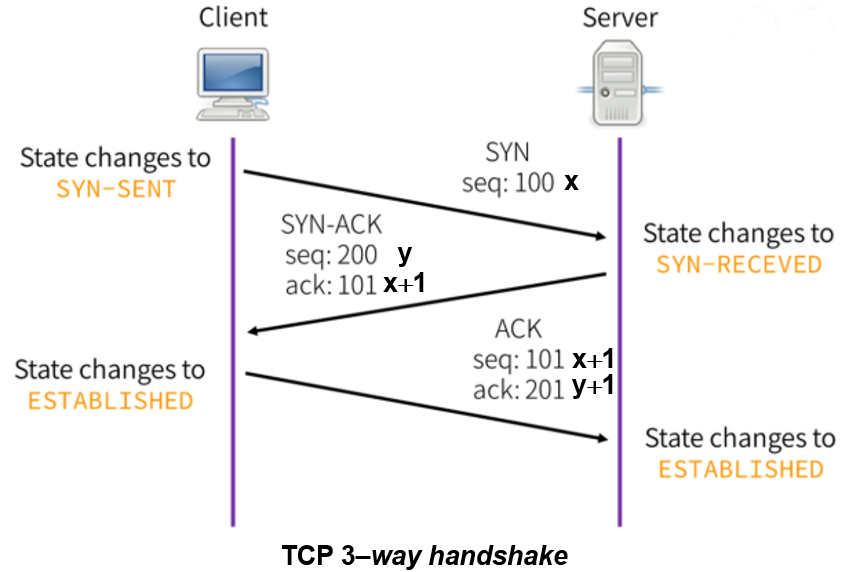 Client
Server
State changes to
SYN-SENT
SYN
seq: 100 x
SYN-ACK
seq: 200 y
ack: 101 x+1
State changes to
SYN-RECEVED
ACK
seq: 101 x+1
ack: 201 y+1
State changes to
ESTABLISHED
State changes to
ESTABLISHED
TCP 3–way handshake